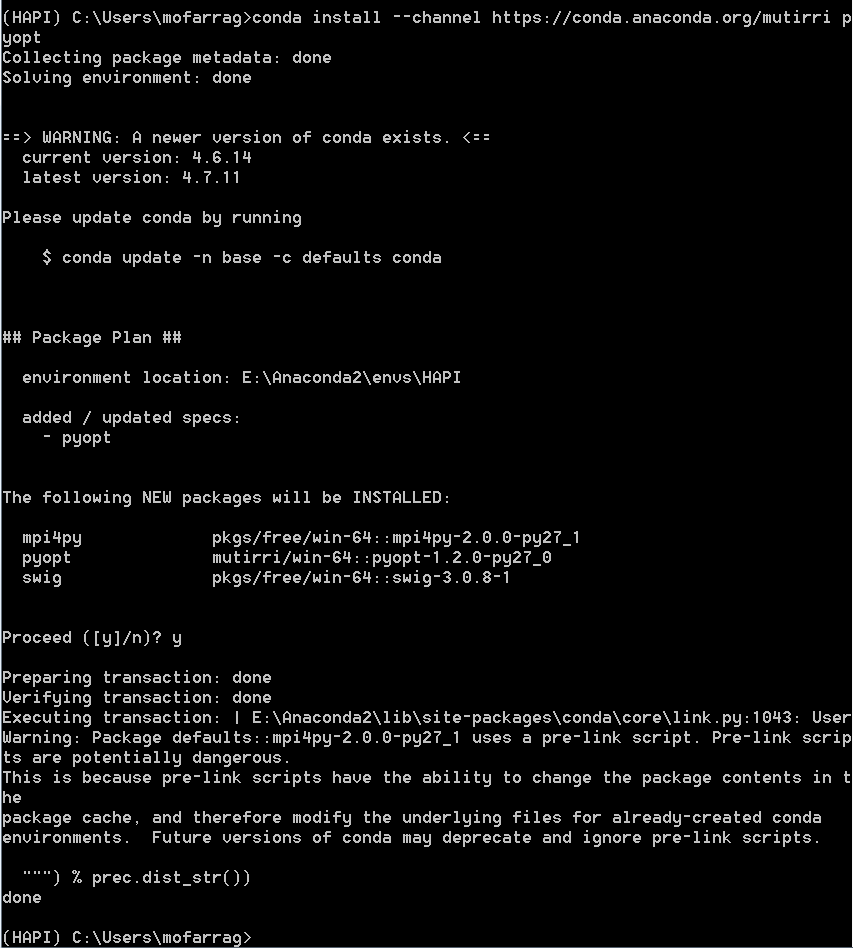 (HAPI) C:\Users\mofarrag>conda install --channel https://conda.anaconda.org/mutirri p
yopt
Collecting package metadata: done
Solving environment: done
==> WARNING: A newer version of conda exists. <==
  current version: 4.6.14
  latest version: 4.7.11
Please update conda by running
    $ conda update -n base -c defaults conda
## Package Plan ##
  environment location: E:\Anaconda2\envs\HAPI
  added / updated specs:
    - pyopt
The following NEW packages will be INSTALLED:
  mpi4py             pkgs/free/win-64::mpi4py-2.0.0-py27_1
  pyopt              mutirri/win-64::pyopt-1.2.0-py27_0
  swig               pkgs/free/win-64::swig-3.0.8-1
Proceed ([y]/n)? y
Preparing transaction: done
Verifying transaction: done
Executing transaction: | E:\Anaconda2\lib\site-packages\conda\core\link.py:1043: User
Warning: Package defaults::mpi4py-2.0.0-py27_1 uses a pre-link script. Pre-link scrip
ts are potentially dangerous.
This is because pre-link scripts have the ability to change the package contents in t
he
package cache, and therefore modify the underlying files for already-created conda
environments.  Future versions of conda may deprecate and ignore pre-link scripts.
  """) % prec.dist_str())
done
(HAPI) C:\Users\mofarrag>